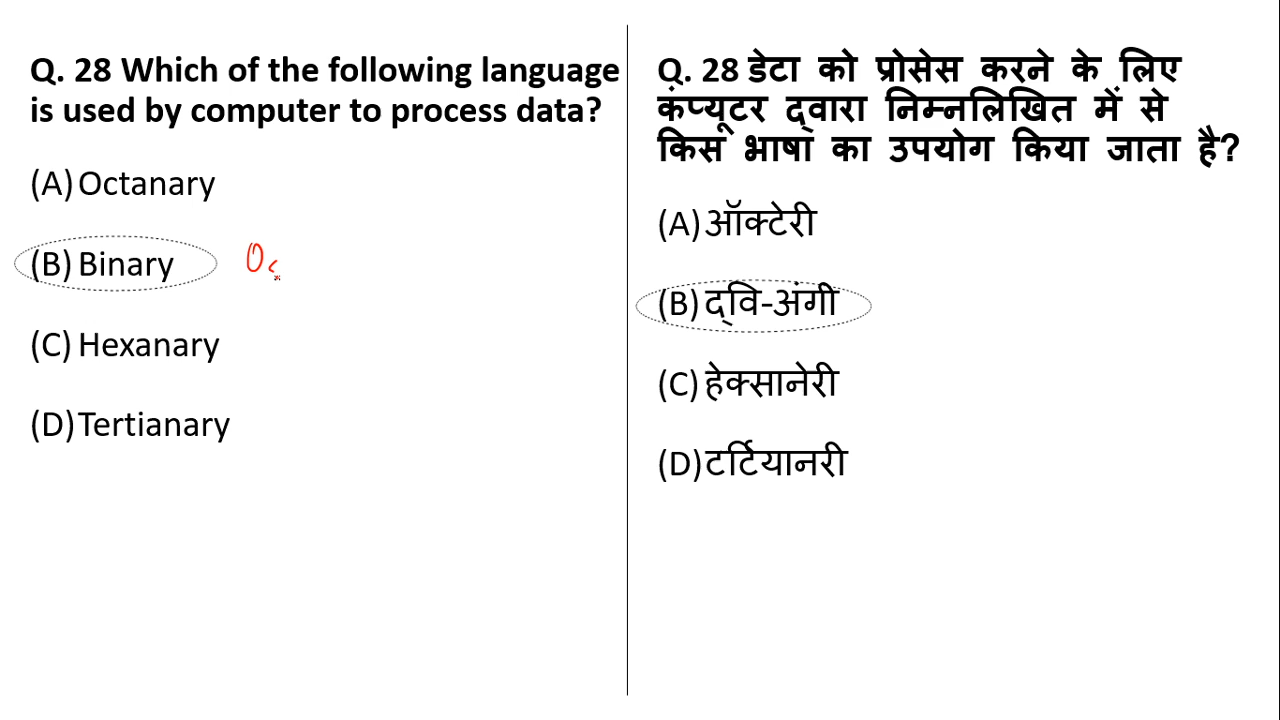 Q. 28 Which of the following language
is used by computer to process data?
(A) Octanary
(B) Binary
(C) Hexanary
(D) Tertianary
Q. 28 डेटा को प्रोसेस करने के लिए
कंप्यूटर द्वारा निम्नलिखित में से
किस भाषा का उपयोग किया जाता है?
(A) ऑक्टेरी
(B) द्वि-अंगी
(C) हेक्सानेरी
(D) टर्टियानरी